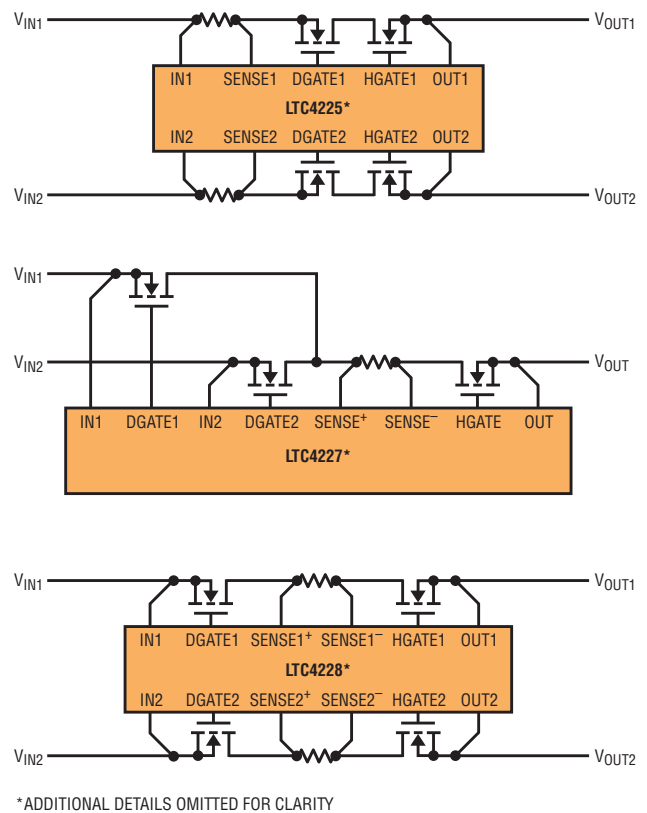 VIN1 VOUT1
IN1 SENSE1 DGATE1 HGATE1 OUT1
LTC4225*
IN2 SENSE2 DGATE2 HGATE2 OUT2
VIN2 VOUT2
VIN1
VIN2 VOUT
IN1 DGATE1 IN2 DGATE2 SENSE+ SENSE– HGATE OUT
LTC4227*
VIN1 VOUT1
IN1 DGATE1 SENSE1+ SENSE1– HGATE1 OUT1
LTC4228*
IN2 DGATE2 SENSE2+ SENSE2– HGATE2 OUT2
VIN2 VOUT2
*ADDITIONAL DETAILS OMITTED FOR CLARITY